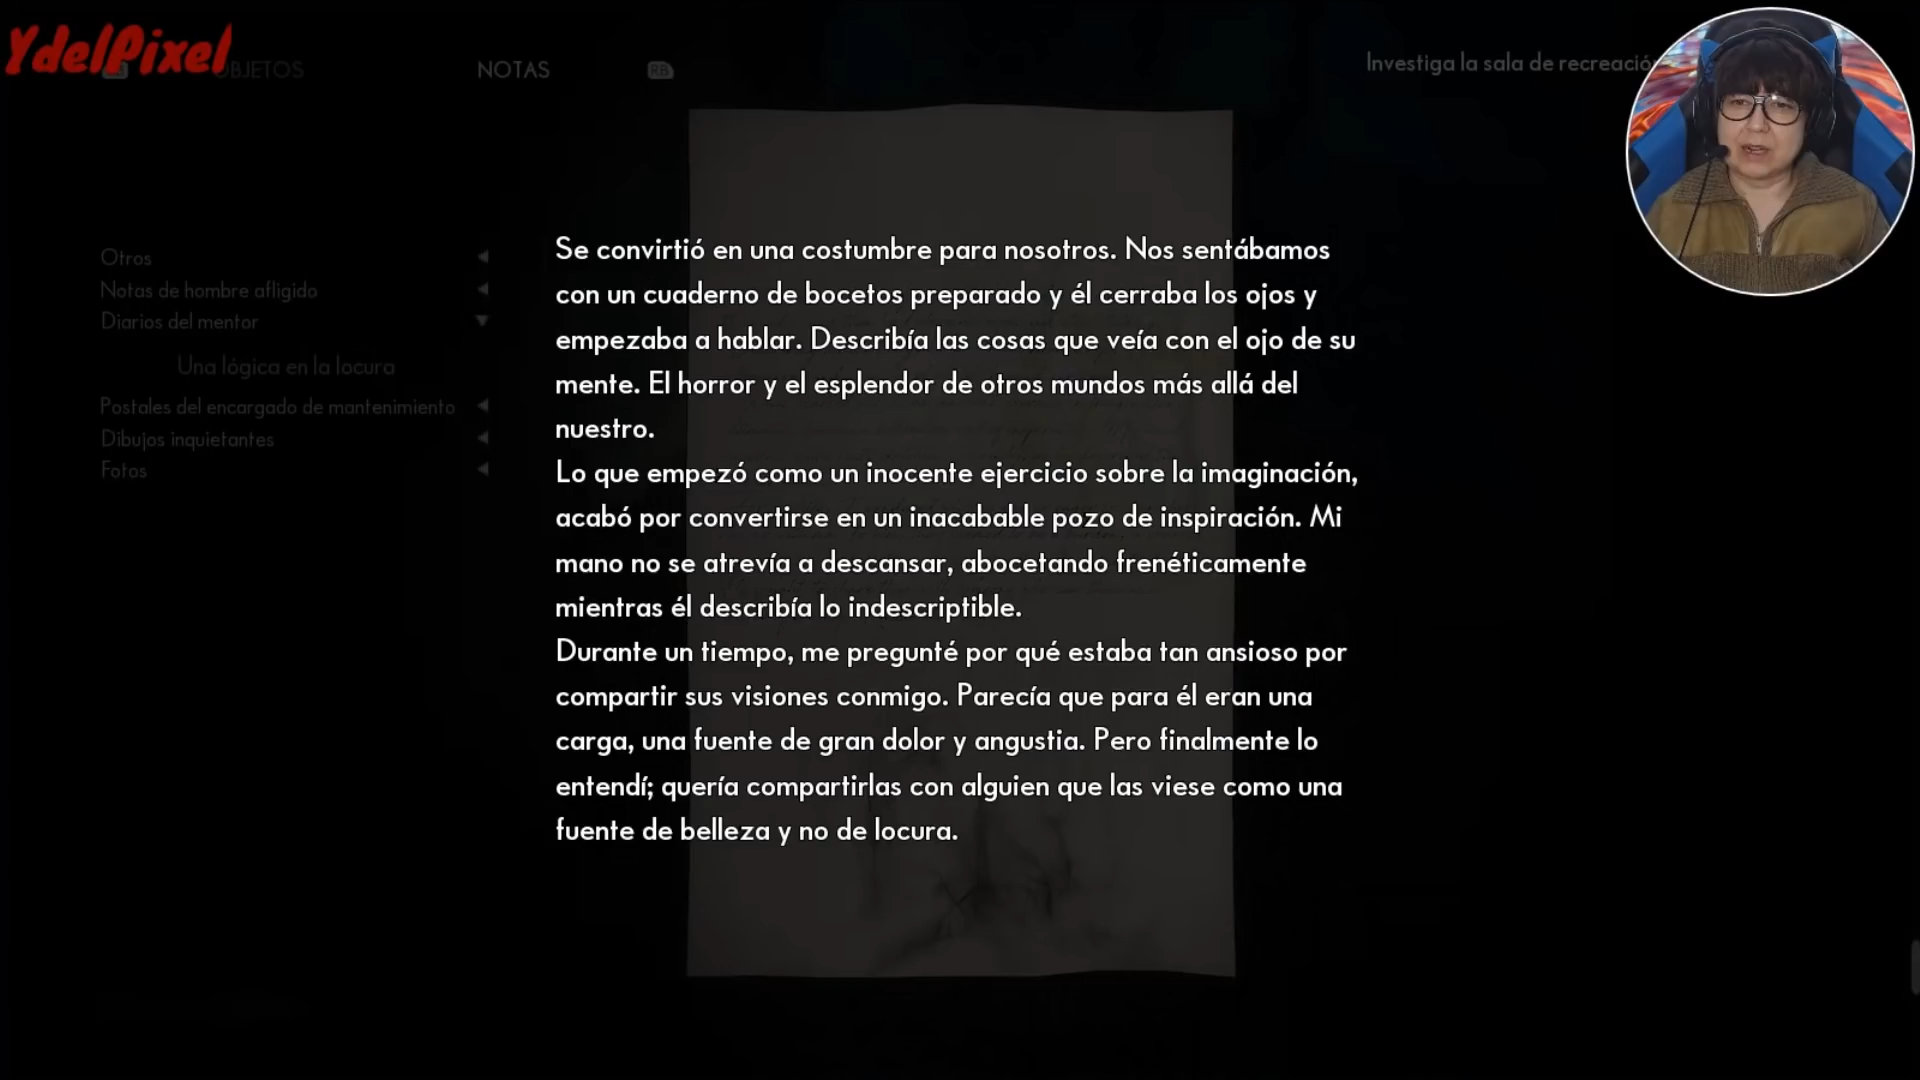 YdelPixel
OBJETOS
NOTAS
RB
Investiga la sala de recreación
Otros
Notas de hombre afligido
Diarios del mentor
Una lógica en la locura
Postales del encargado de mantenimiento
Dibujos inquietantes
Fotos
Se convirtió en una costumbre para nosotros. Nos sentábamos
con un cuaderno de bocetos preparado y él cerraba los ojos y
empezaba a hablar. Describía las cosas que veía con el ojo de su
mente. El horror y el esplendor de otros mundos más allá del
nuestro.
Lo que empezó como un inocente ejercicio sobre la imaginación,
acabó por convertirse en un inacabable pozo de inspiración. Mi
mano no se atrevía a descansar, abocetando frenéticamente
mientras él describía lo indescriptible.
Durante un tiempo, me pregunté por qué estaba tan ansioso por
compartir sus visiones conmigo. Parecía que para él eran una
carga, una fuente de gran dolor y angustia. Pero finalmente lo
entendí; quería compartirlas con alguien que las viese como una
fuente de belleza y no de locura.